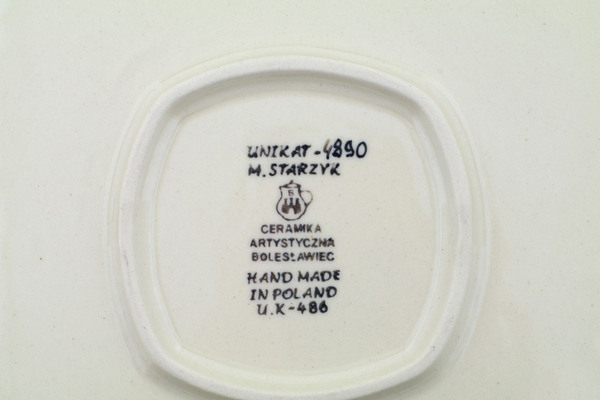 UNIKAT-4890
M. STARZYK
B
CERAMIKA
ARTYSTYCZNA
BOLESŁAWIEC
HAND MADE
IN POLAND
U.K-486